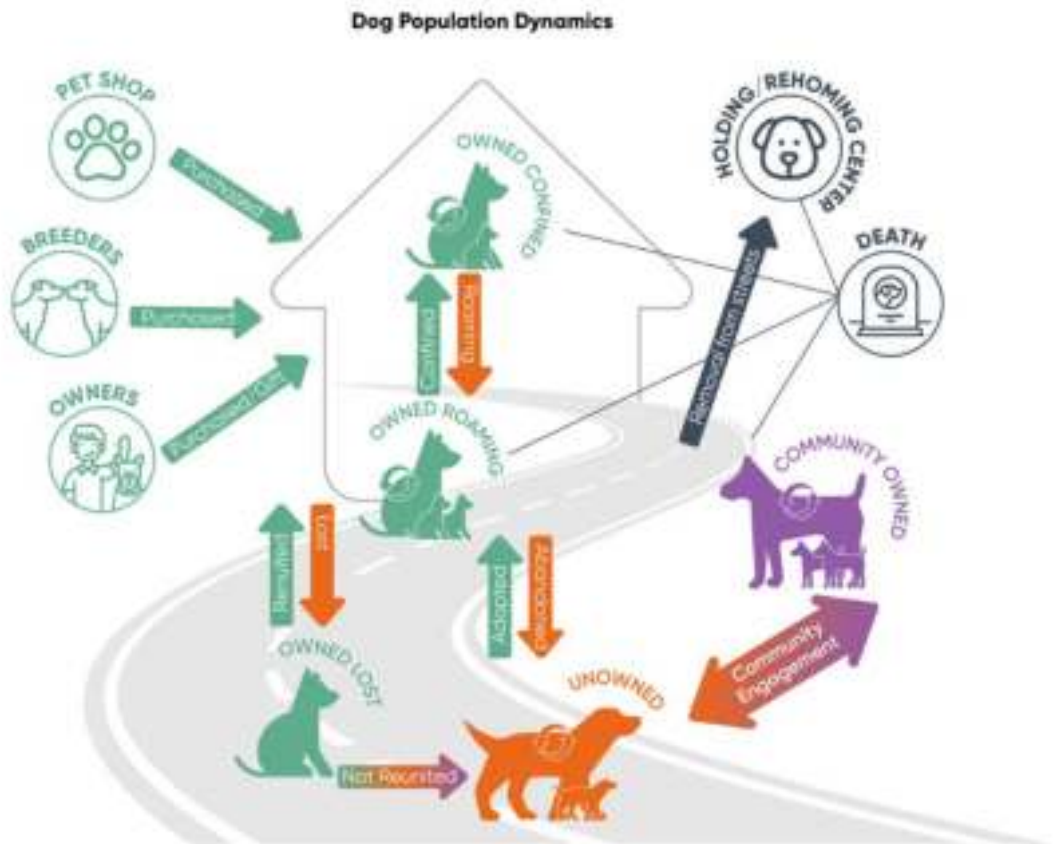 Dog Population Dynamics
PET SHOP
Purchased
BREEDERS
Purchased
OWNERS
Purchased/Gift
OWNED CONFINED
Confined
Roaming
OWNED ROAMING
HOLDING/REHOMING CENTER
DEATH
Removal from streets
COMMUNITY OWNED
Reunited
Lost
Adopted
Abandoned
OWNED LOST
UNOWNED
Community
Engagement
Not Reunited